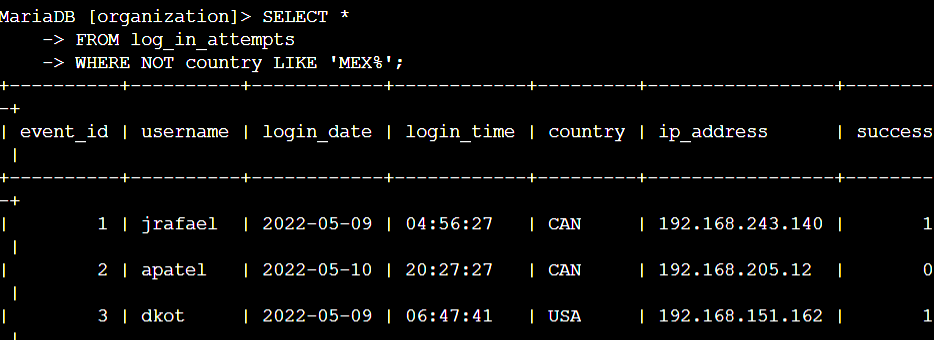 MariaDB [organization]> SELECT *
    -> FROM log_in_attempts
    -> WHERE NOT country LIKE 'MEX%';
+----------+----------+------------+------------+---------+-----------------+--------
-+
| event_id | username | login_date | login_time | country | ip_address      | success
 |
+----------+----------+------------+------------+---------+-----------------+--------
-+
|        1 | jrafael  | 2022-05-09 | 04:56:27   | CAN     | 192.168.243.140 |       1
 |
|        2 | apatel   | 2022-05-10 | 20:27:27   | CAN     | 192.168.205.12  |       0
 |
|        3 | dkot     | 2022-05-09 | 06:47:41   | USA     | 192.168.151.162 |       1
 |